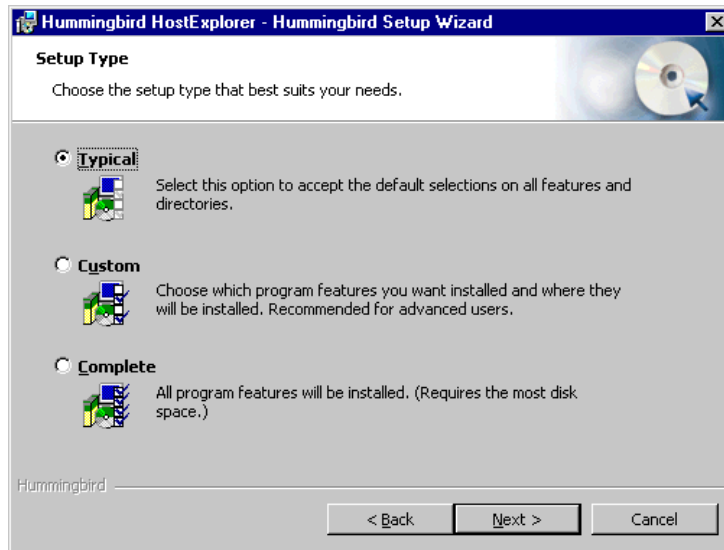 Hummingbird HostExplorer - Hummingbird Setup Wizard
Setup Type
Choose the setup type that best suits your needs.
Typical
Select this option to accept the default selections on all features and
directories.
Custom
Choose which program features you want installed and where they
will be installed. Recommended for advanced users.
Complete
All program features will be installed. (Requires the most disk
space.)
Hummingbird
< Back
Next >
Cancel